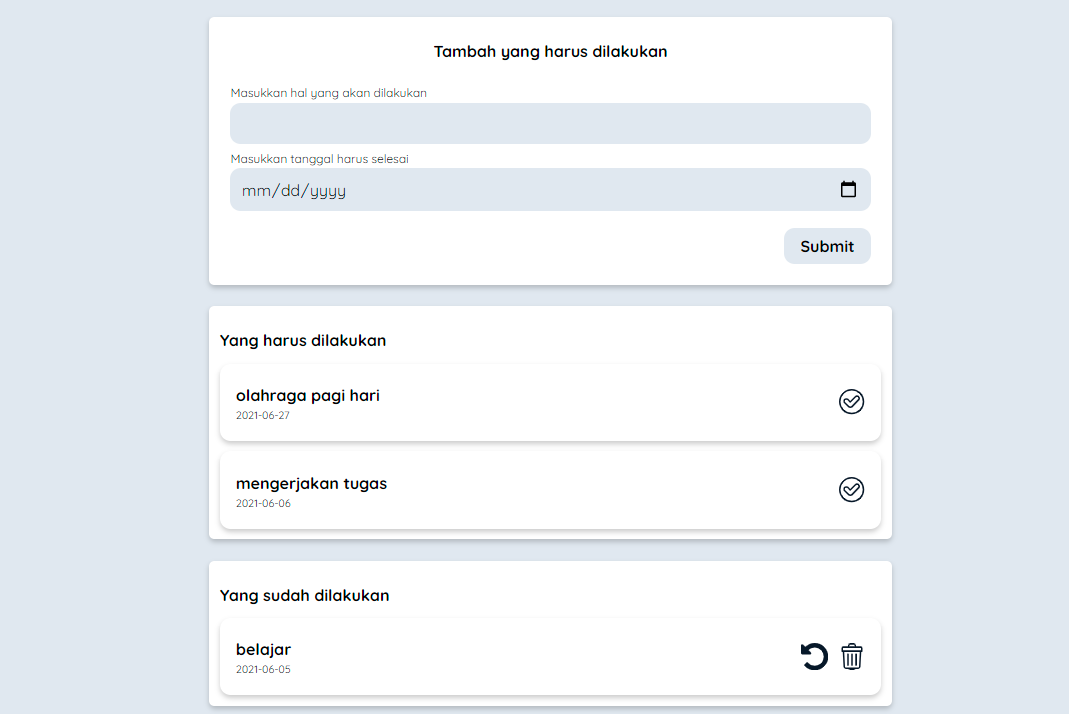 Tambah yang harus dilakukan
Masukkan hal yang akan dilakukan
Masukkan tanggal harus selesai
mm/dd/yyyy
Submit
Yang harus dilakukan
olahraga pagi hari
2021-06-27
mengerjakan tugas
2021-06-06
Yang sudah dilakukan
belajar
2021-06-05